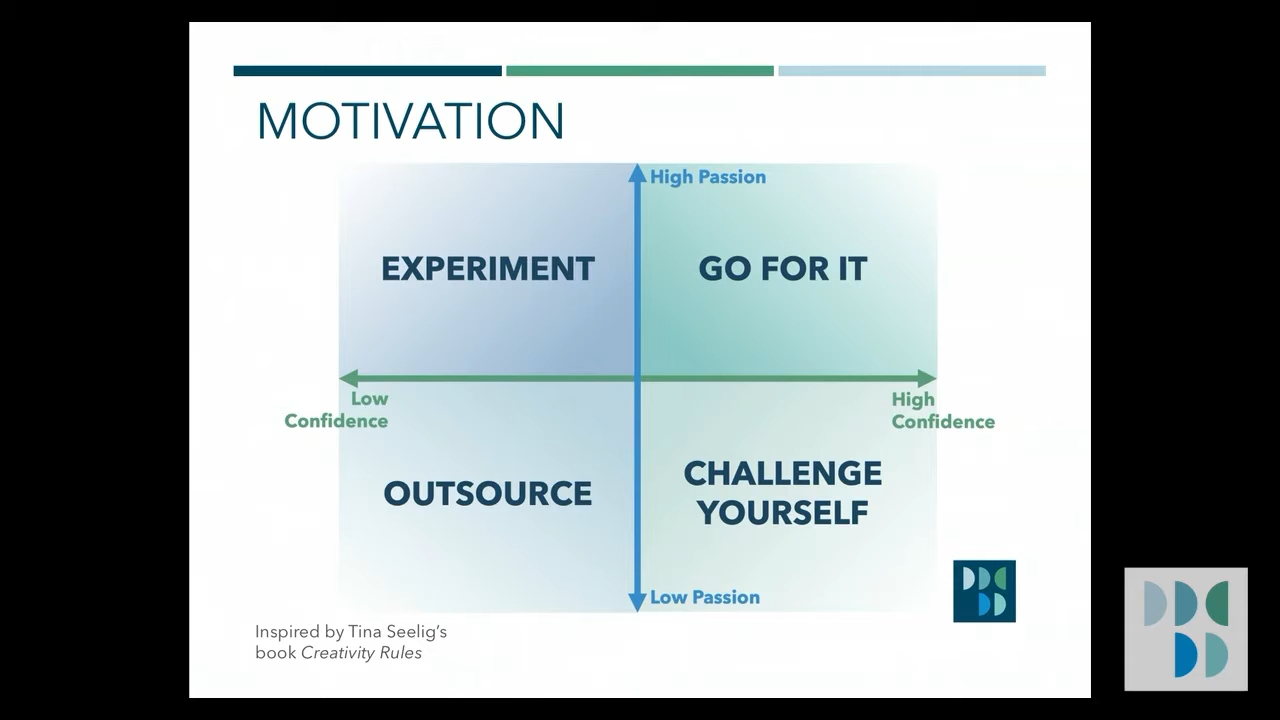 MOTIVATION
High Passion
EXPERIMENT
GO FOR IT
Low
Confidence
High
Confidence
OUTSOURCE
CHALLENGE
YOURSELF
Low Passion
Inspired by Tina Seelig's
book Creativity Rules